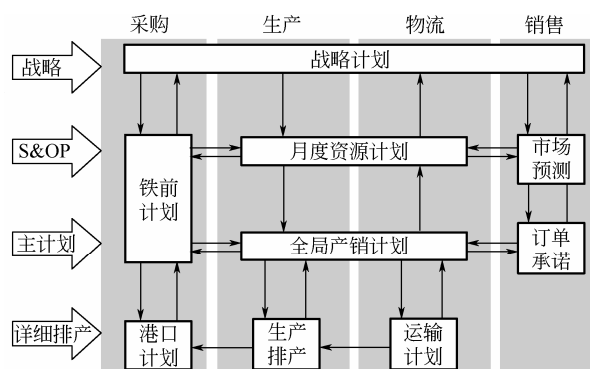 采购 生产 物流 销售
战略
战略计划
S&OP
铁前
计划
月度资源计划
市场
预测
主计划
全局产销计划
订单
承诺
详细排产
港口
计划
生产
排产
运输
计划